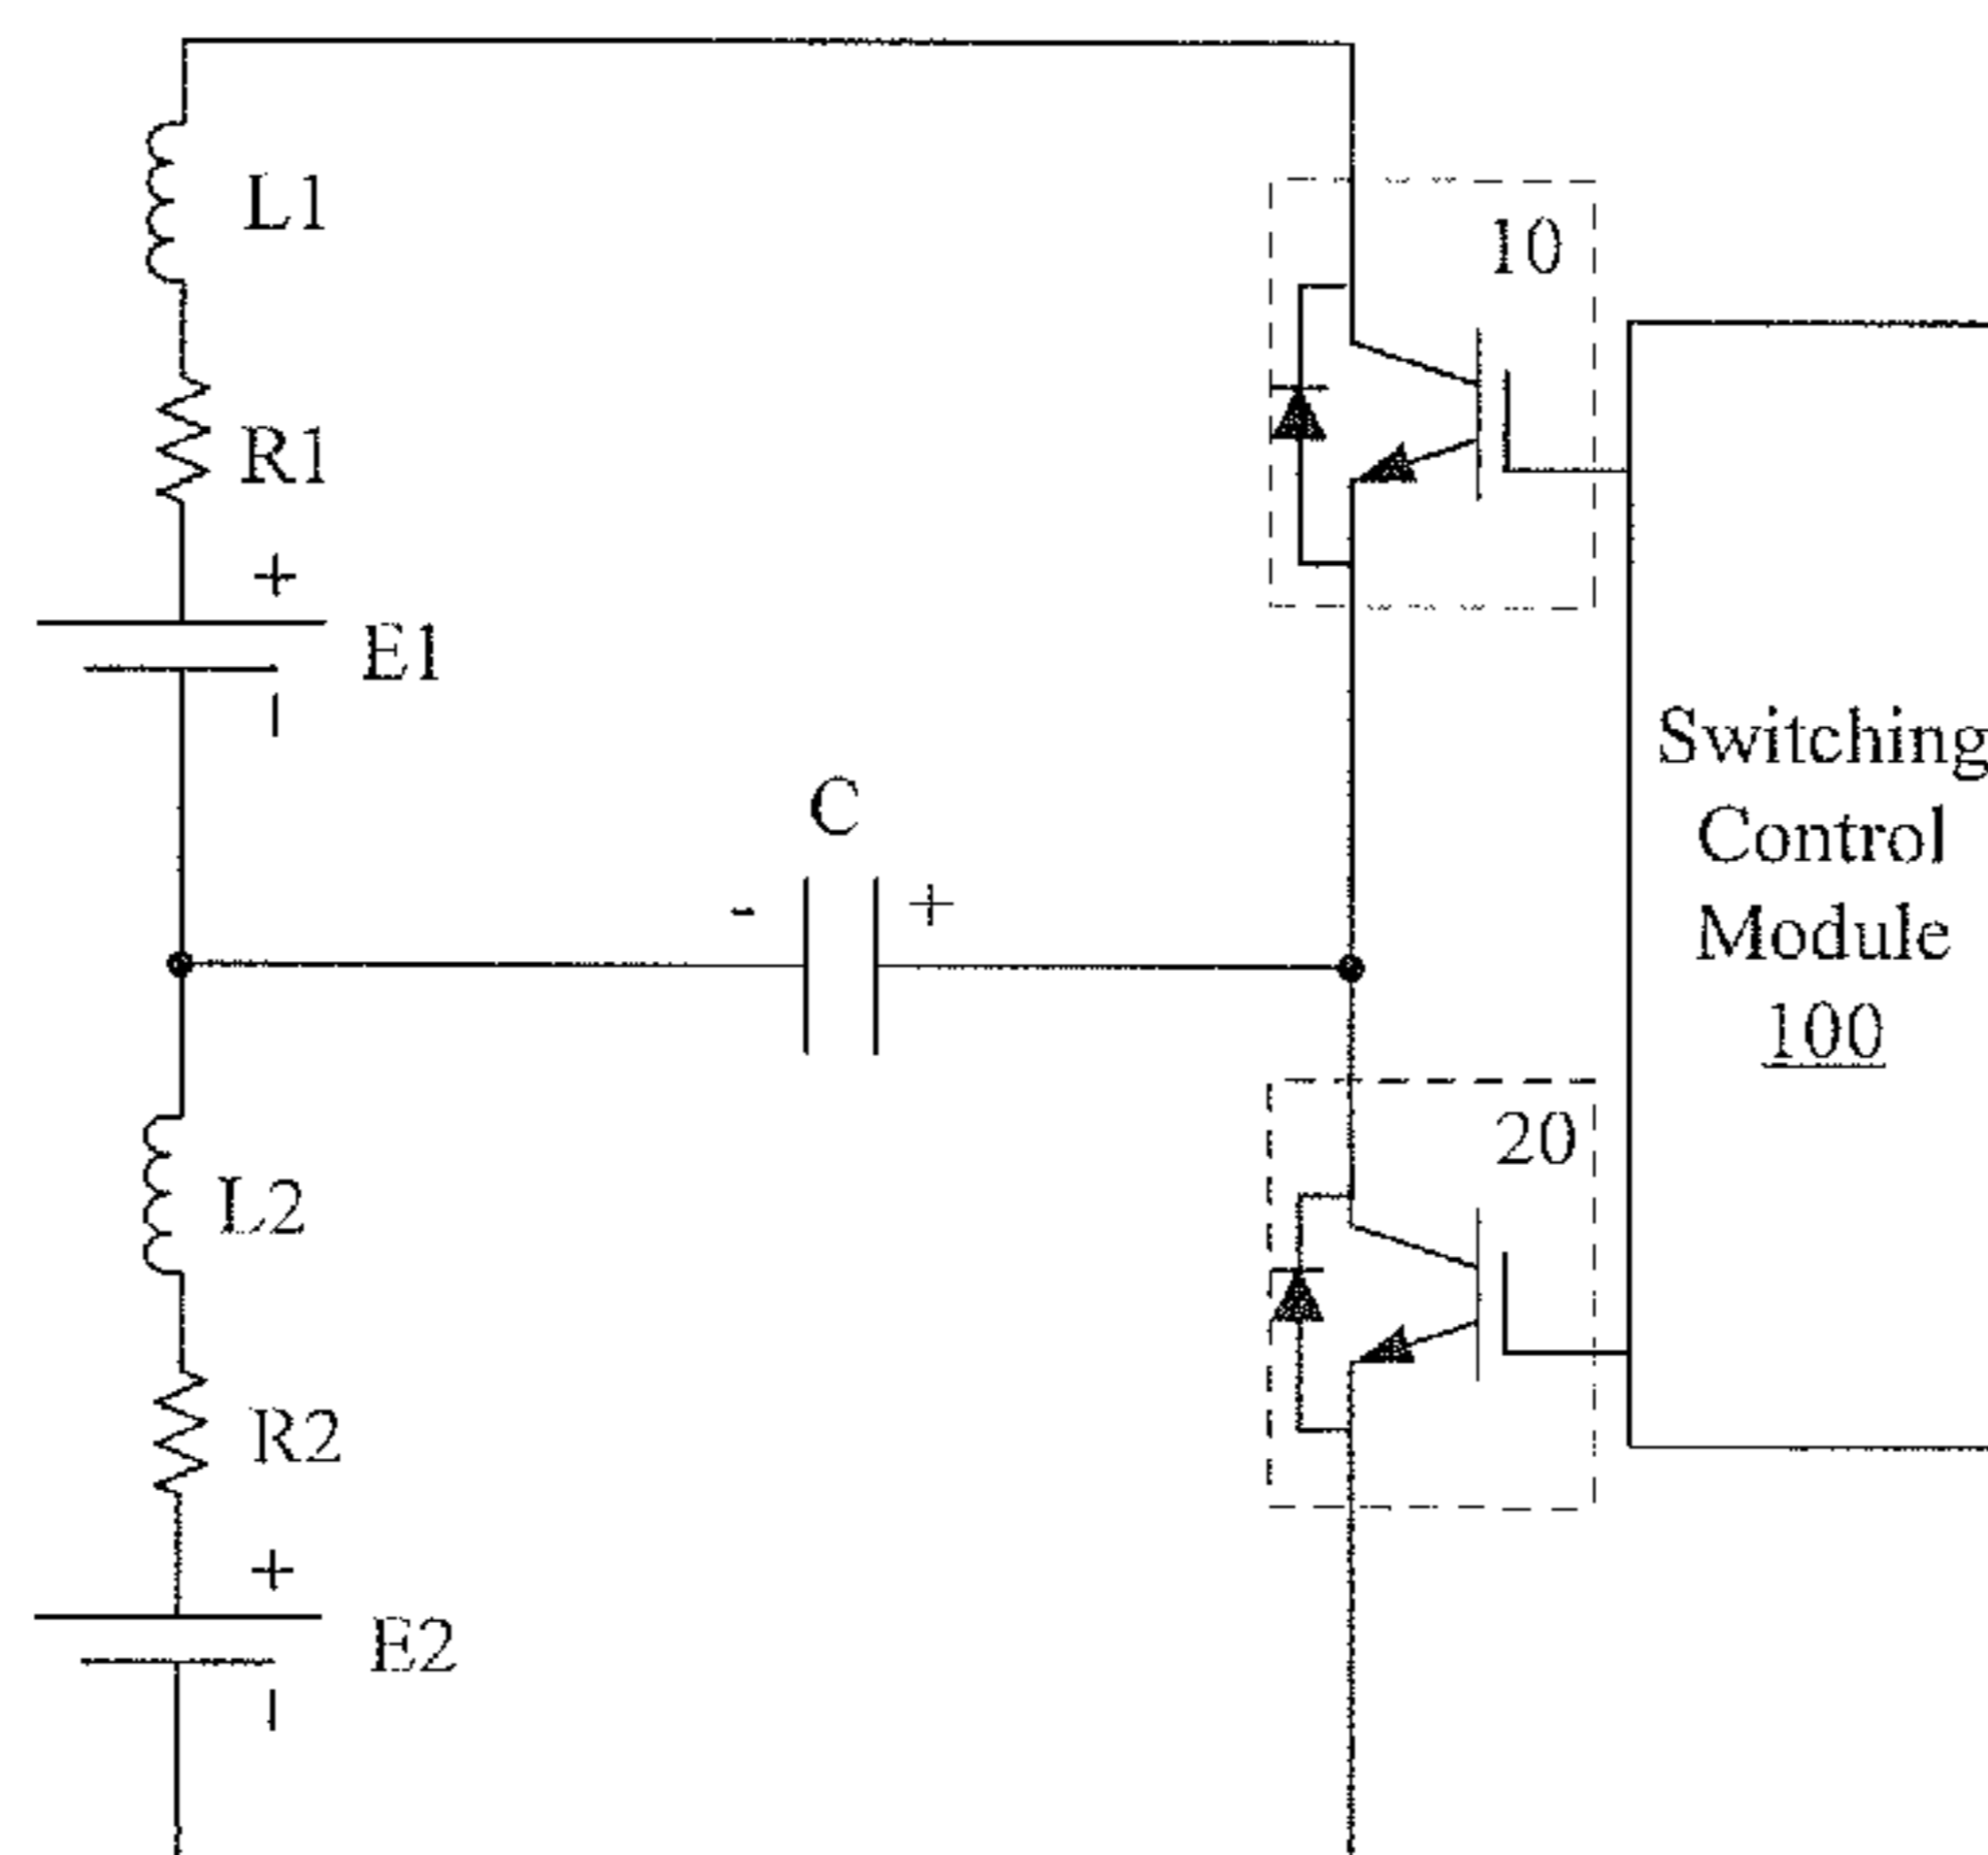 L1
10
R1
+
E1
-
Switching
Control
Module
100
C
- +
20
L2
R2
+
E2
-